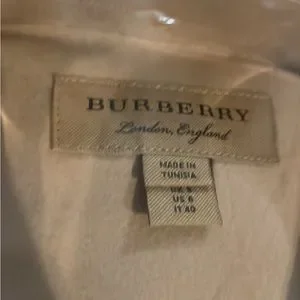 BURBERRY
London, England
MADE IN
TUNISIA
UK 8
US 6
IT 40